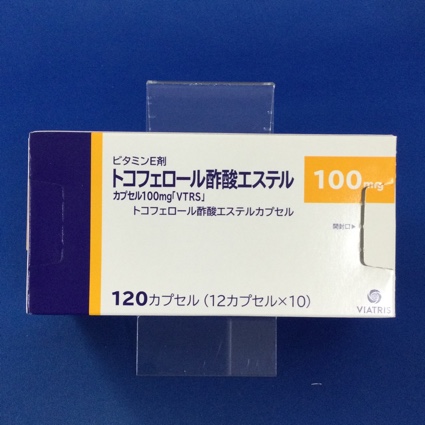 ビタミンE剤
トコフェロール酢酸エステル
カプセル100mg「VTRS」
トコフェロール酢酸エステルカプセル
100mg
開封口
120カプセル(12カプセル×10)
VIATRIS